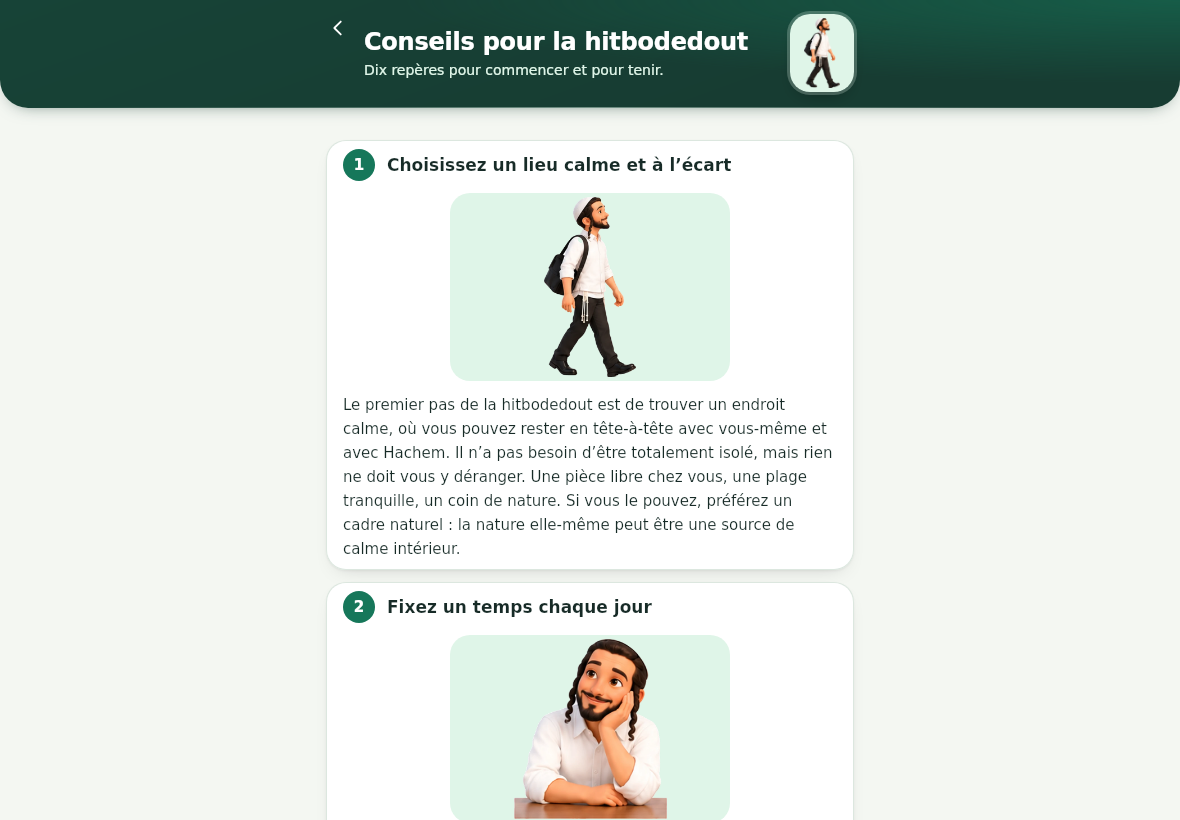 Conseils pour la hitbodedout
Dix repères pour commencer et pour tenir.
1 Choisissez un lieu calme et à l’écart
Le premier pas de la hitbodedout est de trouver un endroit
calme, où vous pouvez rester en tête-à-tête avec vous-même et
avec Hachem. Il n’a pas besoin d’être totalement isolé, mais rien
ne doit vous y déranger. Une pièce libre chez vous, une plage
tranquille, un coin de nature. Si vous le pouvez, préférez un
cadre naturel : la nature elle-même peut être une source de
calme intérieur.
2 Fixez un temps chaque jour